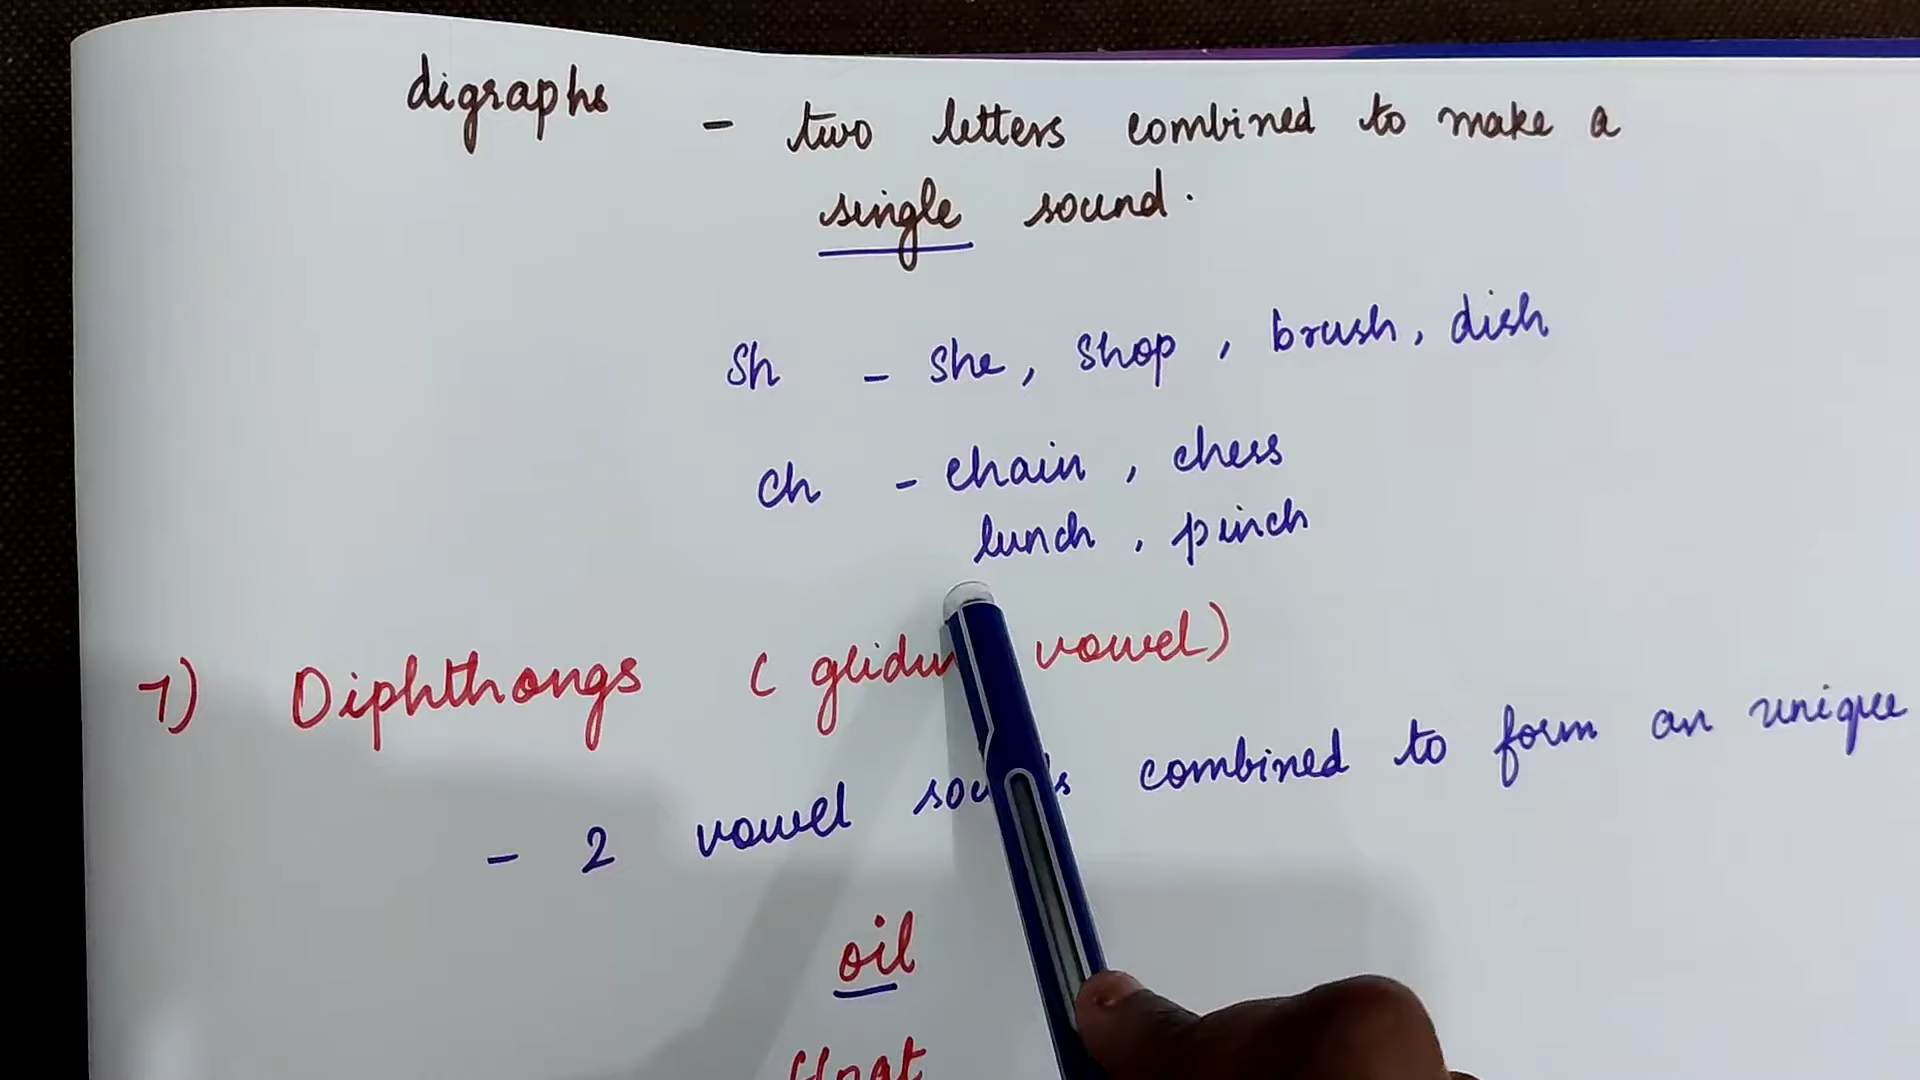 digraphs - two letters combined to make a
single sound.
Sh - She, Shop, brush, dish
Ch - chain, chess
lunch, pinch
7) Diphthongs ( vowel)
- 2 vowel combined to form an unique
oil
float